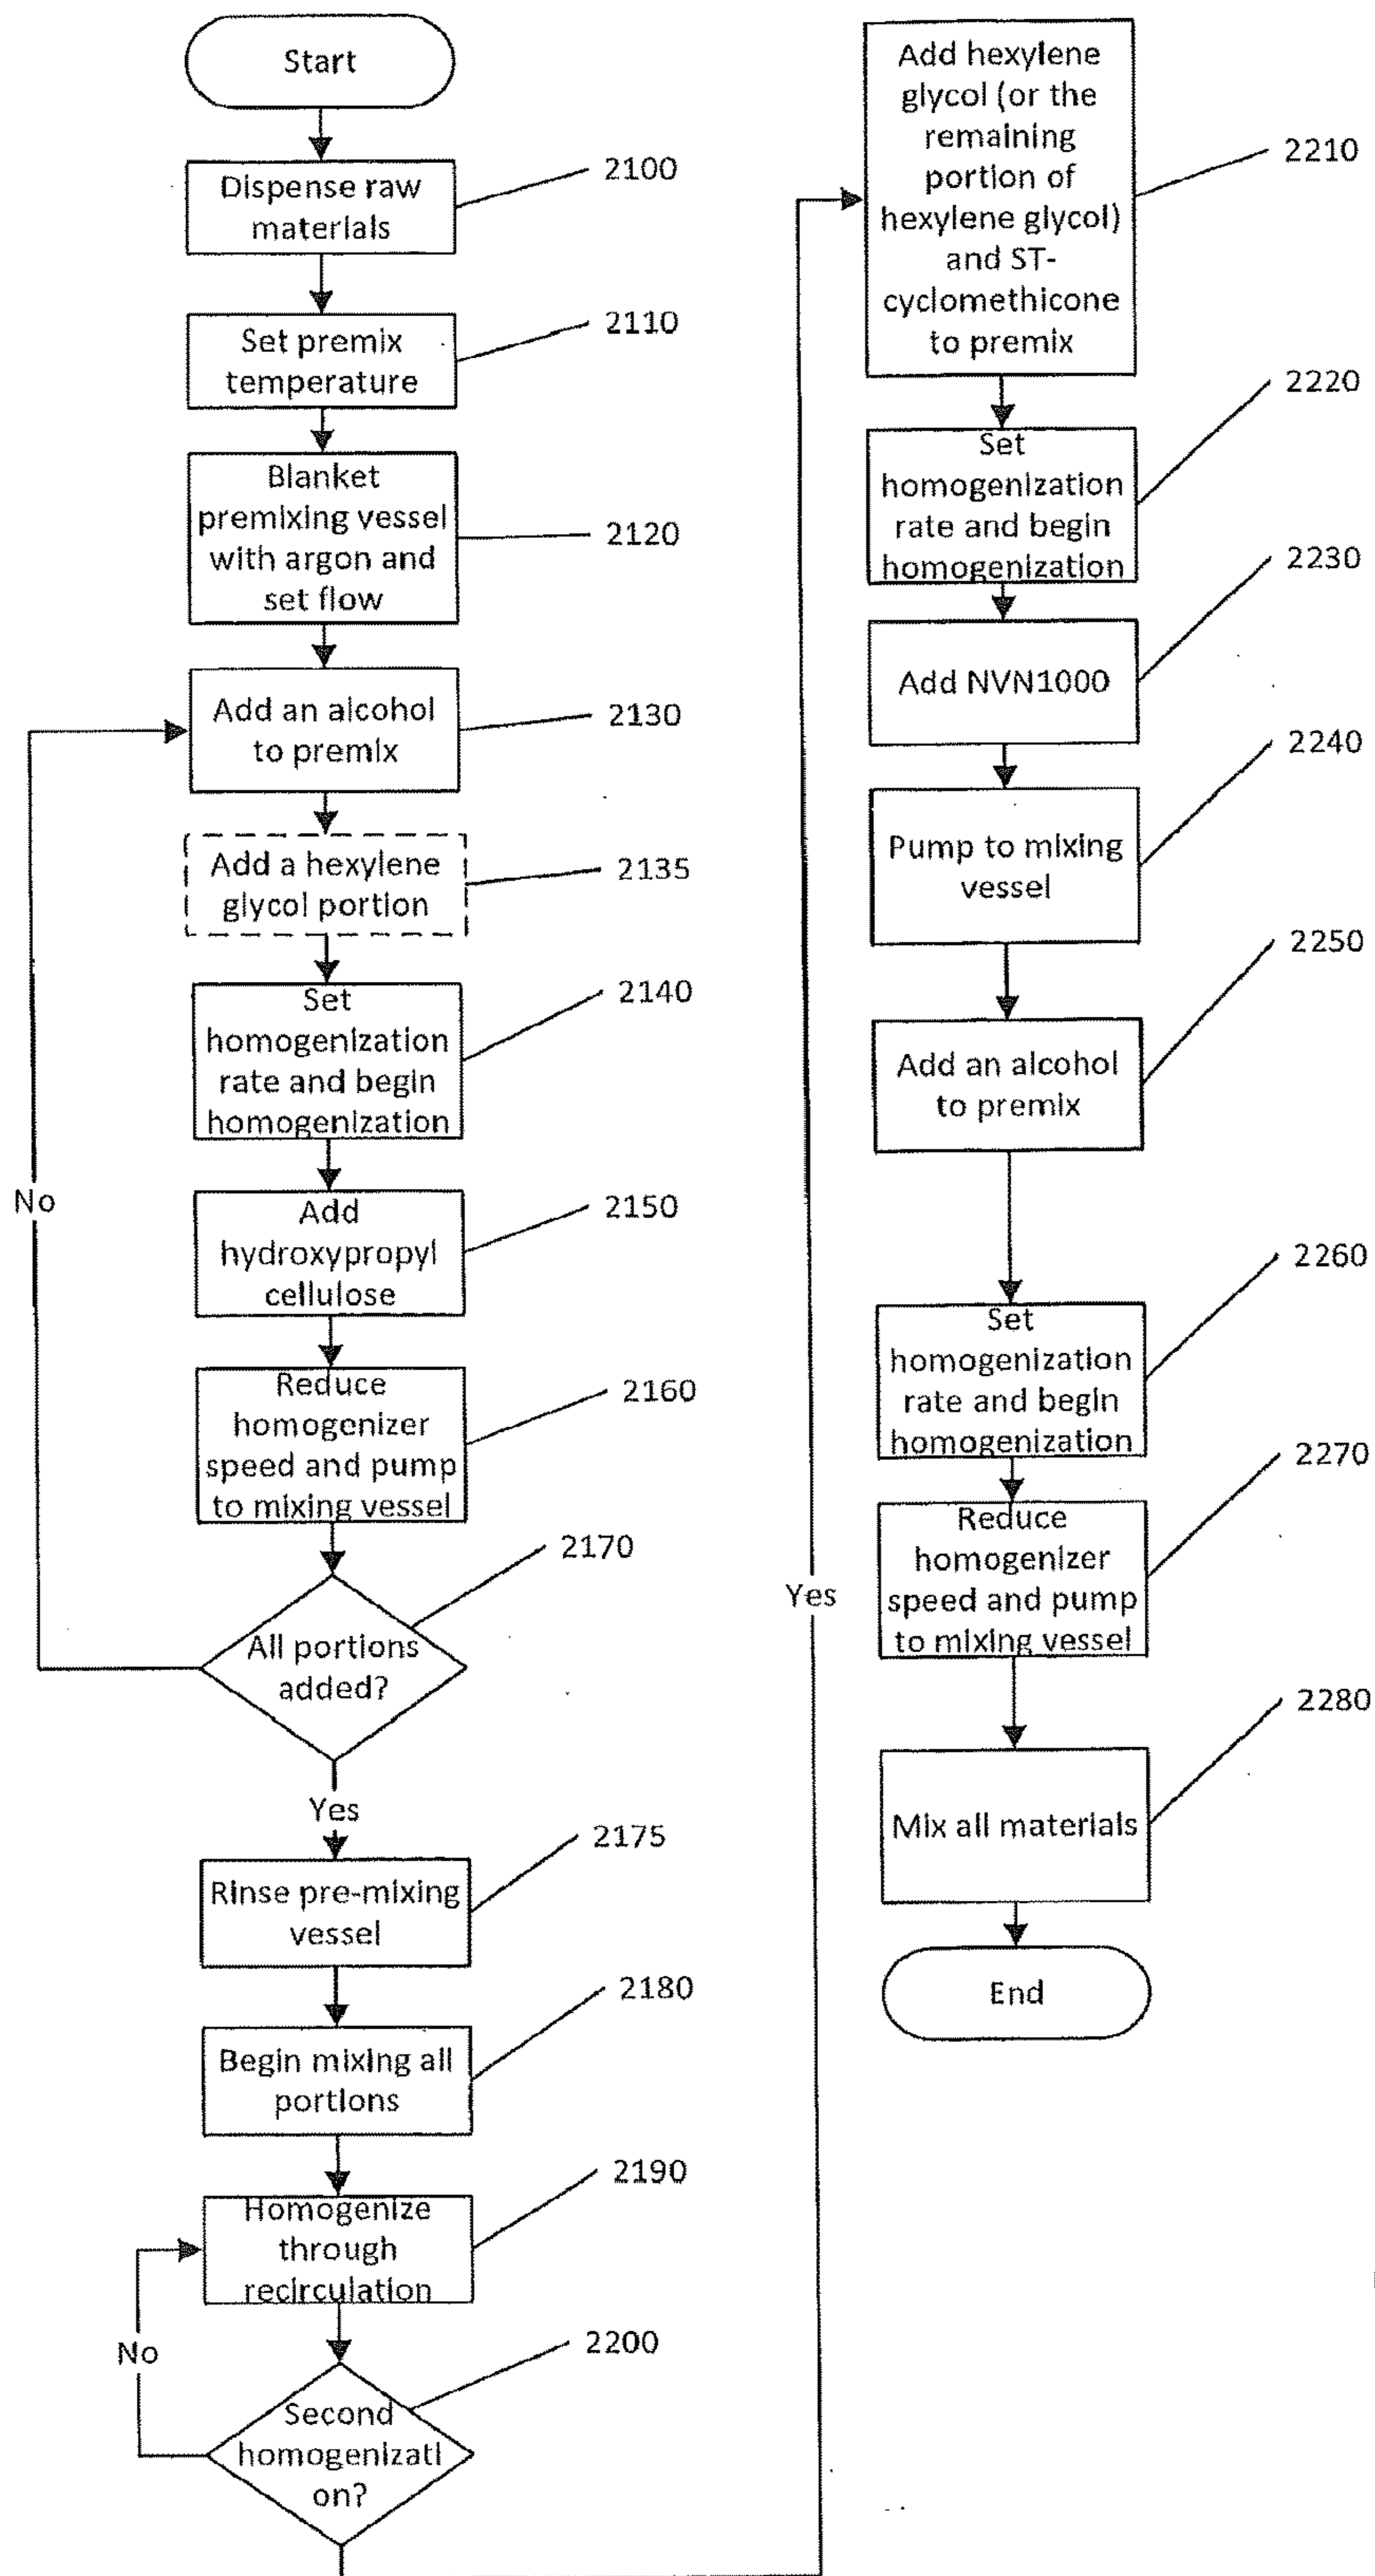 Start
Dispense raw
materials
2100
Set premix
temperature
2110
Blanket
premixing vessel
with argon and
set flow
2120
Add an alcohol
to premix
2130
Add a hexylene
glycol portion
2135
Set
homogenization
rate and begin
homogenization
2140
Add
hydroxypropyl
cellulose
2150
Reduce
homogenizer
speed and pump
to mixing vessel
2160
All portions
added?
2170
No
Yes
Rinse pre-mixing
vessel
2175
Begin mixing all
portions
2180
Homogenize
through
recirculation
2190
Second
homogenizati
on?
2200
No
Yes
Add hexylene
glycol (or the
remaining
portion of
hexylene glycol)
and ST-
cyclomethicone
to premix
2210
Set
homogenization
rate and begin
homogenization
2220
Add NVN1000
2230
Pump to mixing
vessel
2240
Add an alcohol
to premix
2250
Set
homogenization
rate and begin
homogenization
2260
Reduce
homogenizer
speed and pump
to mixing vessel
2270
Mix all materials
2280
End